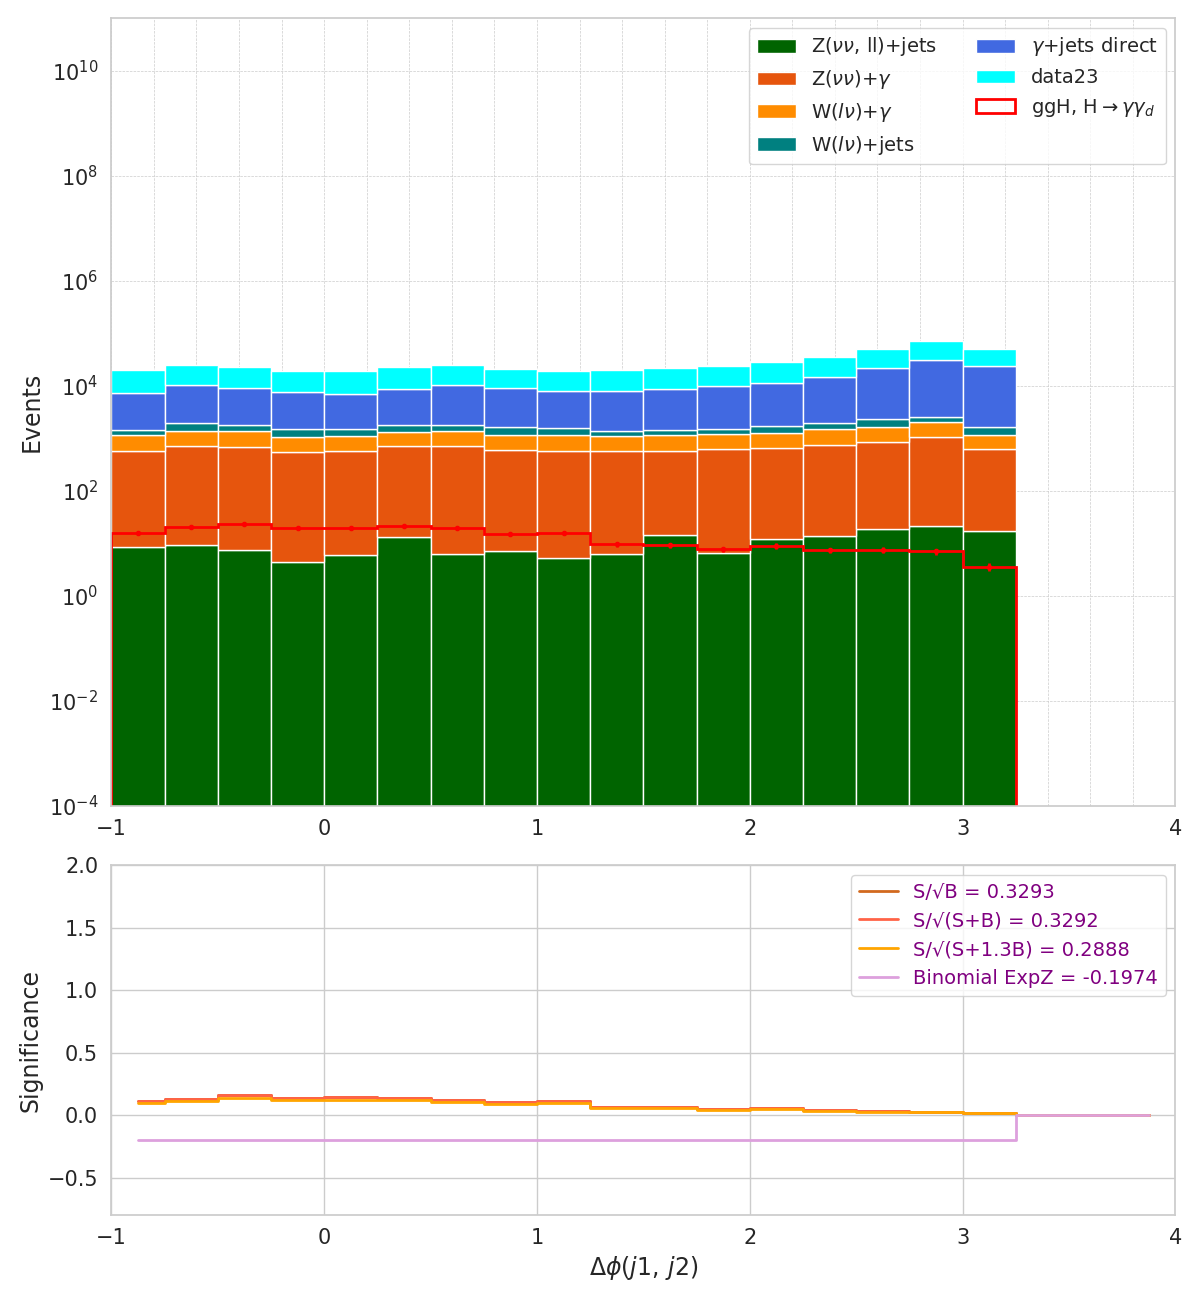 Z(νν, ll)+jets
Z(νν)+γ
W(lν)+γ
W(lν)+jets
γ+jets direct
data23
ggH, H→γγ_d
Events
10^10
10^8
10^6
10^4
10^2
10^0
10^−2
10^−4
−1 0 1 2 3 4
S/√B = 0.3293
S/√(S+B) = 0.3292
S/√(S+1.3B) = 0.2888
Binomial ExpZ = -0.1974
Significance
2.0
1.5
1.0
0.5
0.0
−0.5
−1 0 1 2 3 4
Δϕ(j1, j2)